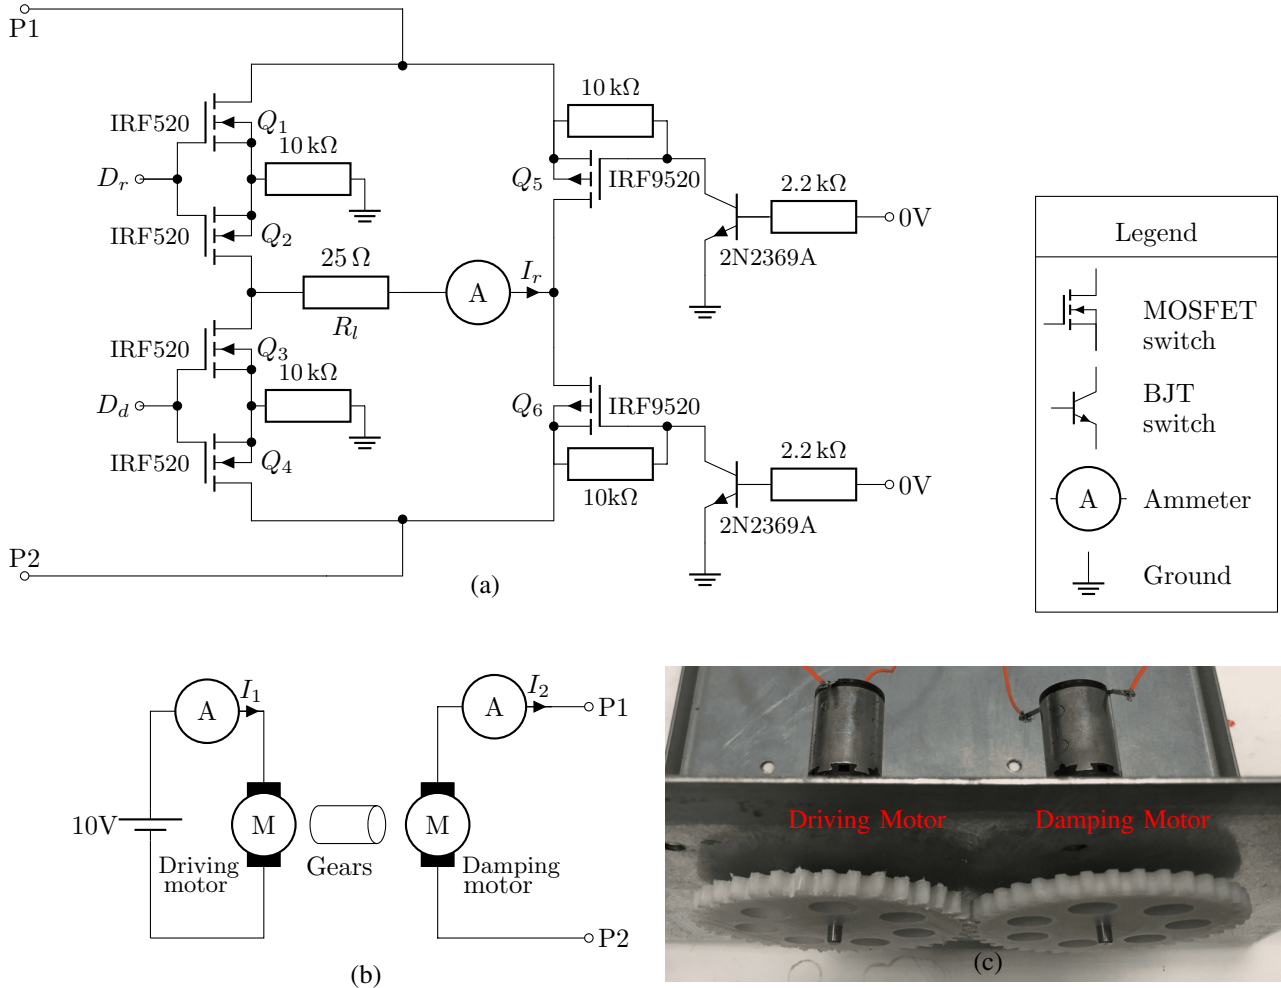 P1
10 kΩ
IRF520
Q1
10 kΩ
Dr
Q5
IRF9520
2.2 kΩ
0V
IRF520
Q2
2N2369A
25 Ω
A
Ir
Rl
IRF520
Q3
10 kΩ
Dd
Q6
IRF9520
2.2 kΩ
0V
IRF520
Q4
10kΩ
2N2369A
P2
(a)
Legend
MOSFET
switch
BJT
switch
A
Ammeter
Ground
A
I1
A
I2
P1
10V
M
M
Driving
motor
Gears
Damping
motor
P2
(b)
Driving Motor
Damping Motor
(c)